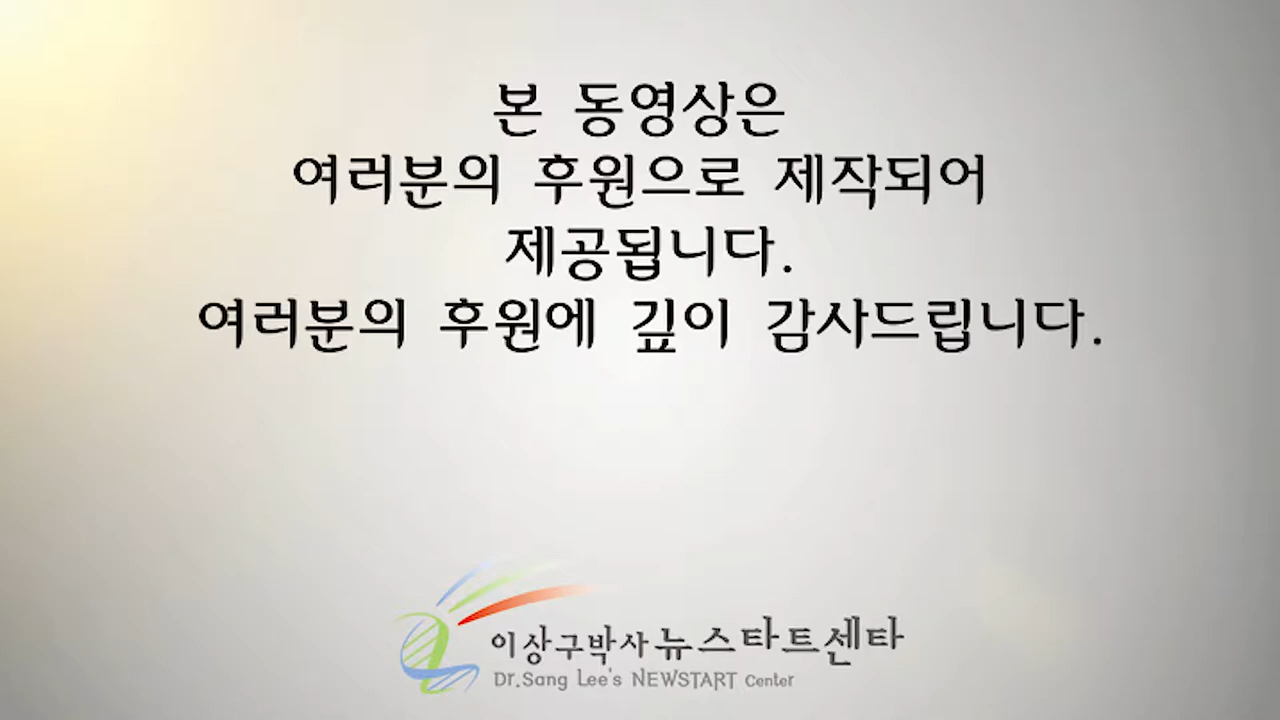 본 동영상은
여러분의 후원으로 제작되어
제공됩니다.
여러분의 후원에 깊이 감사드립니다.
이상구박사 뉴스타트센타
Dr.Sang Lee's NEWSTART Center